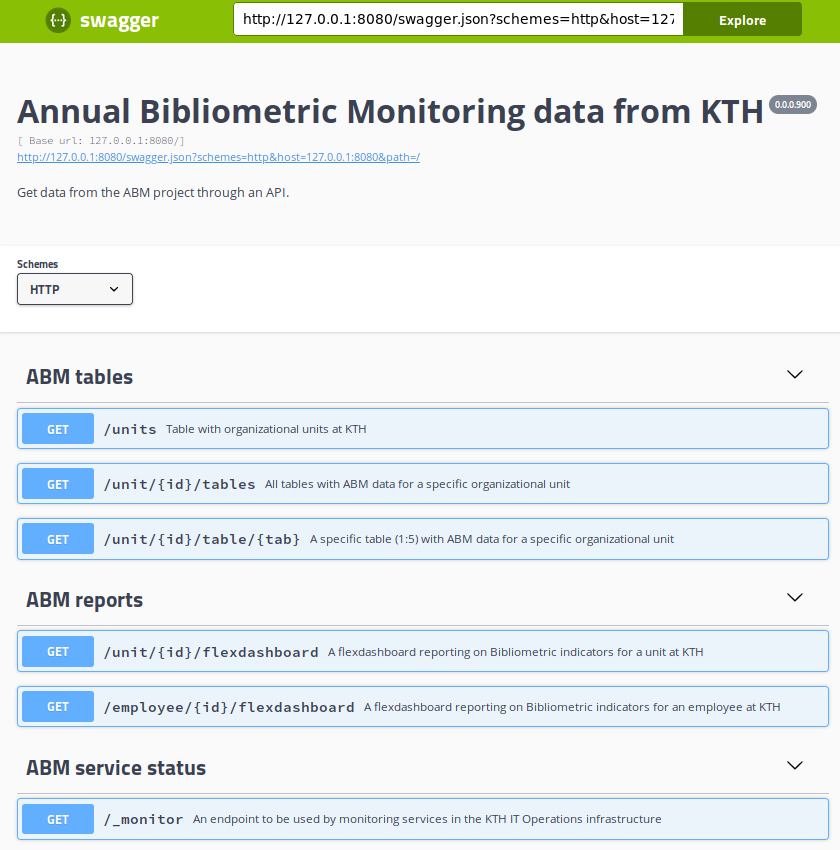 {··} swagger
http://127.0.0.1:8080/swagger.json?schemes=http&host=127
Explore
Annual Bibliometric Monitoring data from KTH 0.0.0.900
[ Base url: 127.0.0.1:8080/]
http://127.0.0.1:8080/swagger.json?schemes=http&host=127.0.0.1:8080&path=/
Get data from the ABM project through an API.
Schemes
HTTP
ABM tables
GET /units Table with organizational units at KTH
GET /unit/{id}/tables All tables with ABM data for a specific organizational unit
GET /unit/{id}/table/{tab} A specific table (1:5) with ABM data for a specific organizational unit
ABM reports
GET /unit/{id}/flexdashboard A flexdashboard reporting on Bibliometric indicators for a unit at KTH
GET /employee/{id}/flexdashboard A flexdashboard reporting on Bibliometric indicators for an employee at KTH
ABM service status
GET /_monitor An endpoint to be used by monitoring services in the KTH IT Operations infrastructure